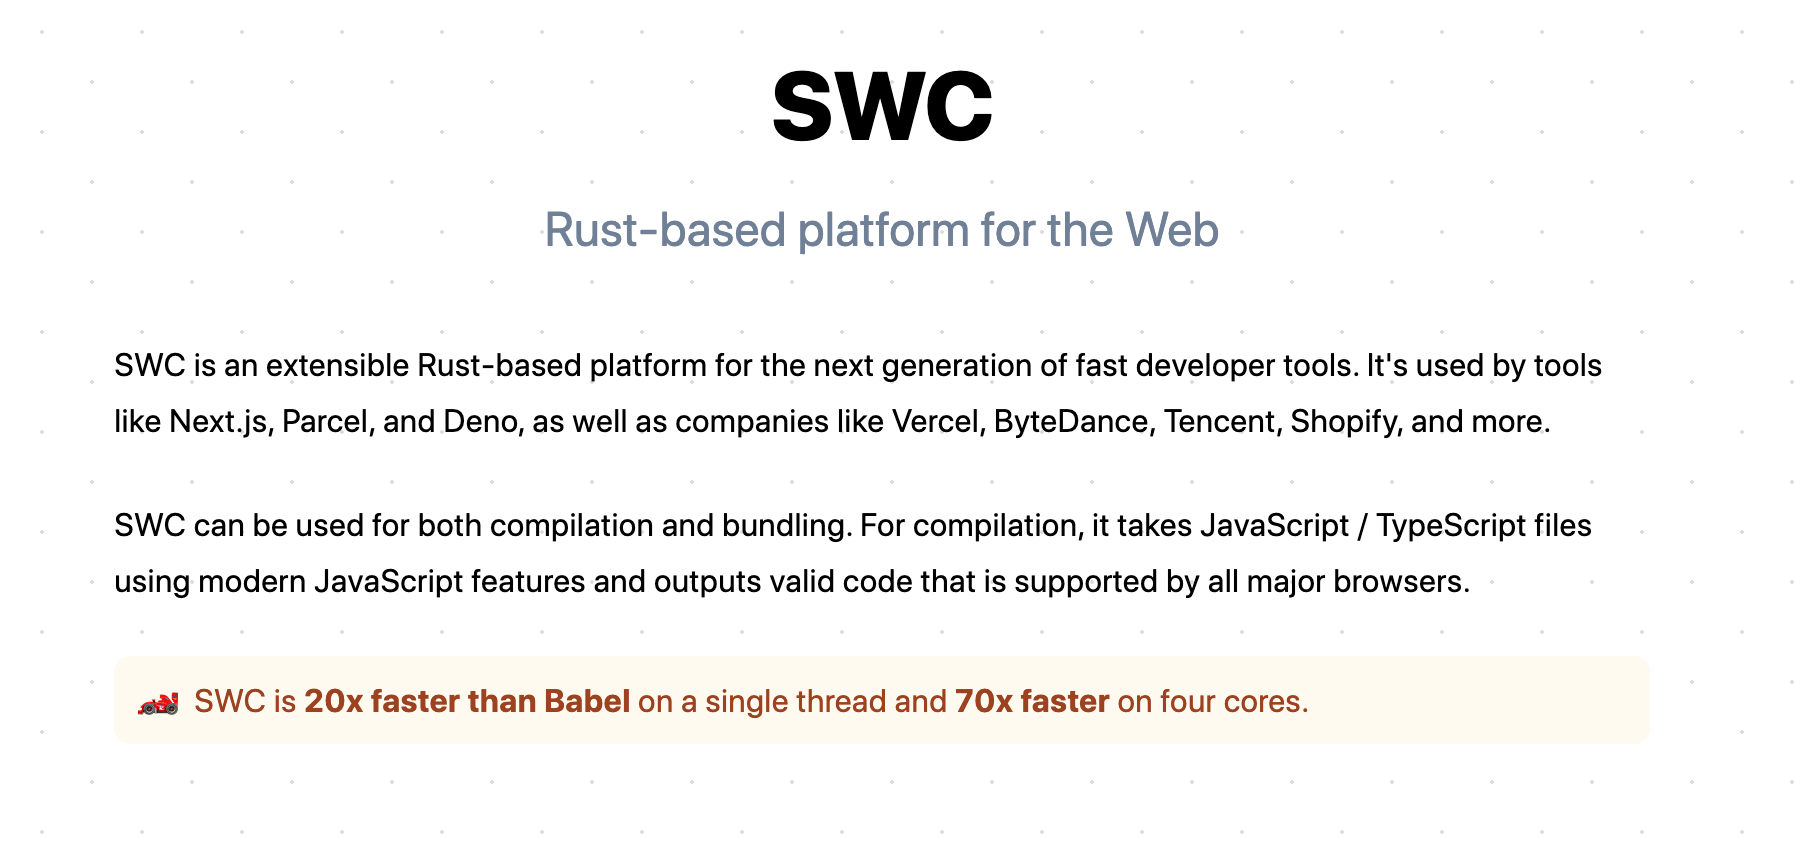 SWC
Rust-based platform for the Web
SWC is an extensible Rust-based platform for the next generation of fast developer tools. It's used by tools
like Next.js, Parcel, and Deno, as well as companies like Vercel, ByteDance, Tencent, Shopify, and more.
SWC can be used for both compilation and bundling. For compilation, it takes JavaScript / TypeScript files
using modern JavaScript features and outputs valid code that is supported by all major browsers.
🏎️ SWC is 20x faster than Babel on a single thread and 70x faster on four cores.